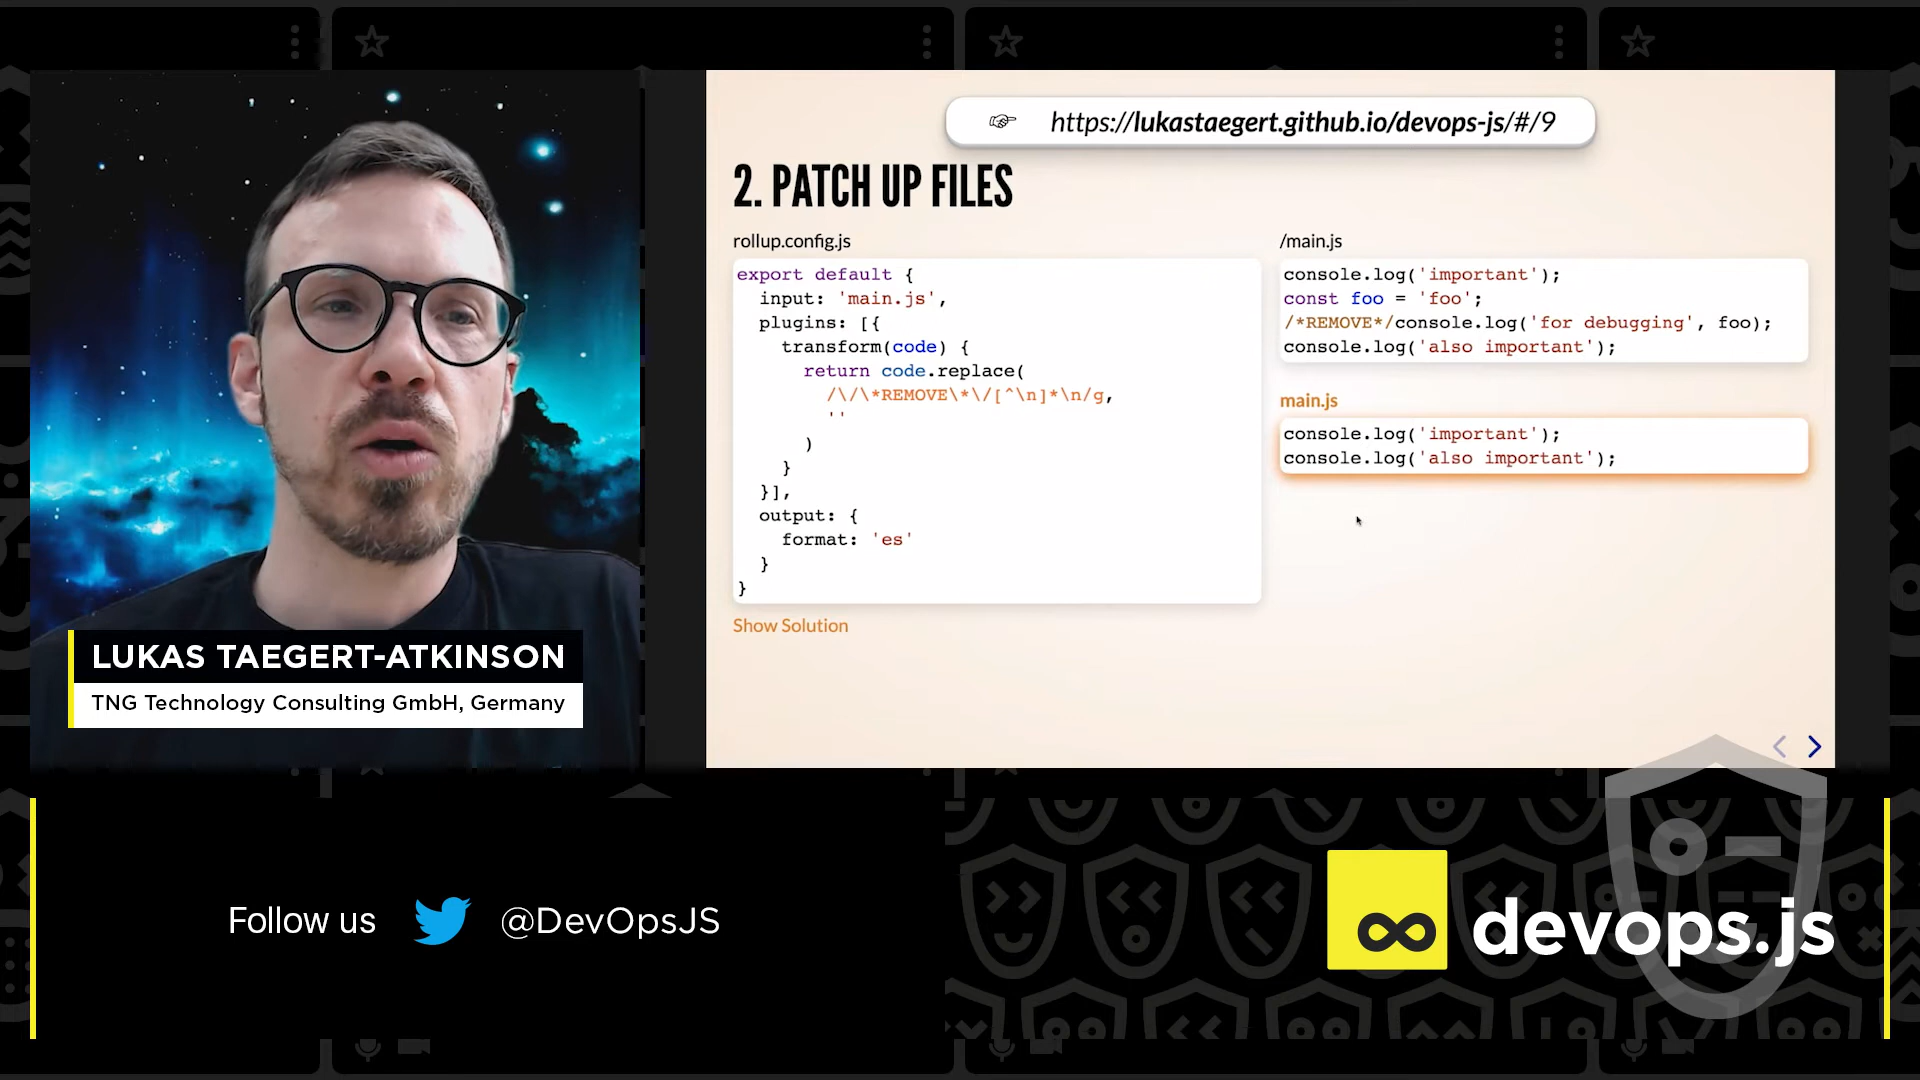 ☞ https://lukastaegert.github.io/devops-js/#/9
2. PATCH UP FILES
rollup.config.js
export default {
  input: 'main.js',
  plugins: [{
    transform(code) {
      return code.replace(
        /\/\*REMOVE\*\/[^\n]*\n/g,
        ''
      )
    }
  }],
  output: {
    format: 'es'
  }
}
Show Solution
/main.js
console.log('important');
const foo = 'foo';
/*REMOVE*/console.log('for debugging', foo);
console.log('also important');
main.js
console.log('important');
console.log('also important');
LUKAS TAEGERT-ATKINSON
TNG Technology Consulting GmbH, Germany
Follow us @DevOpsJS
devops.js